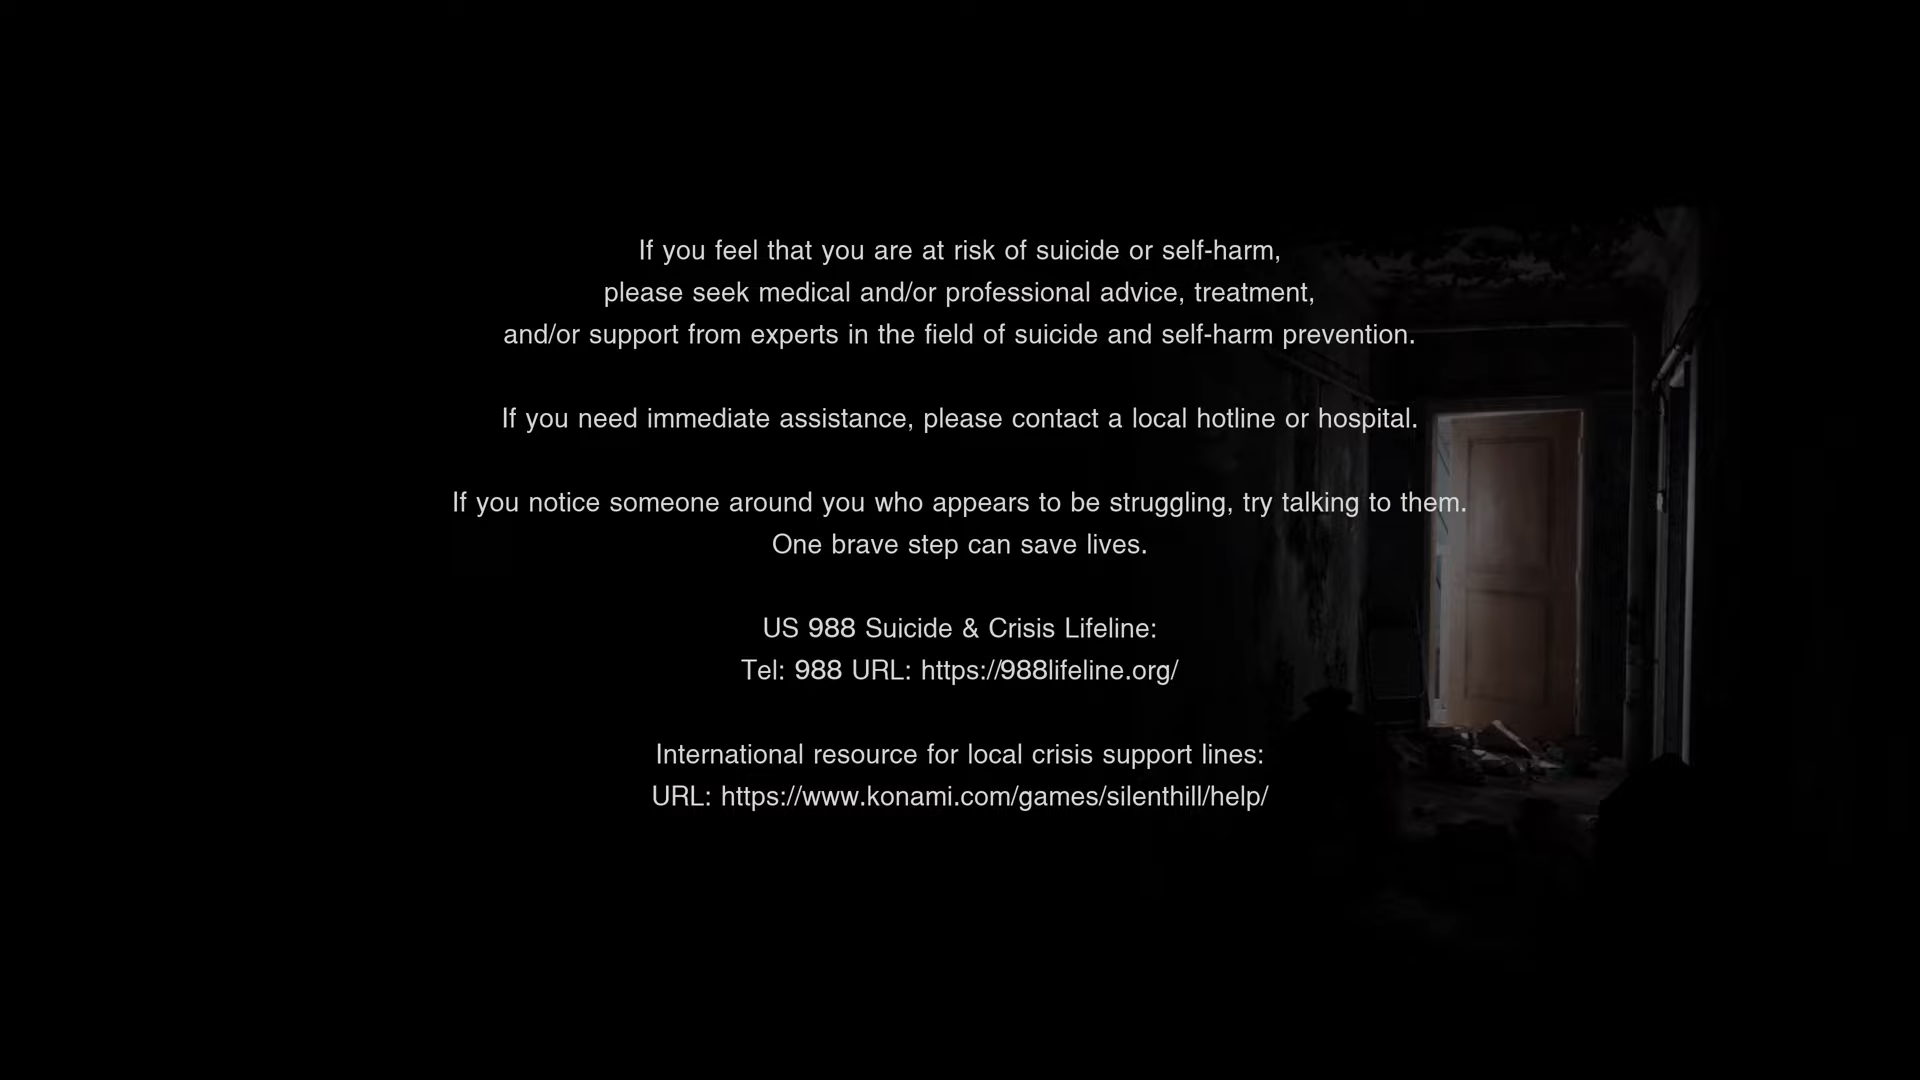 If you feel that you are at risk of suicide or self-harm,
please seek medical and/or professional advice, treatment,
and/or support from experts in the field of suicide and self-harm prevention.
If you need immediate assistance, please contact a local hotline or hospital.
If you notice someone around you who appears to be struggling, try talking to them.
One brave step can save lives.
US 988 Suicide & Crisis Lifeline:
Tel: 988 URL: https://988lifeline.org/
International resource for local crisis support lines:
URL: https://www.konami.com/games/silenthill/help/